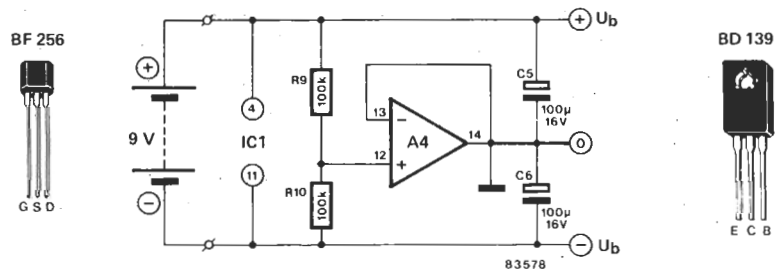 BF 256
G S D
+
9 V
−
4
IC1
11
R9
100k
R10
100k
13
−
12
+
A4
14
C5
100µ
16V
C6
100µ
16V
+ Ub
0
− Ub
83578
BD 139
E C B